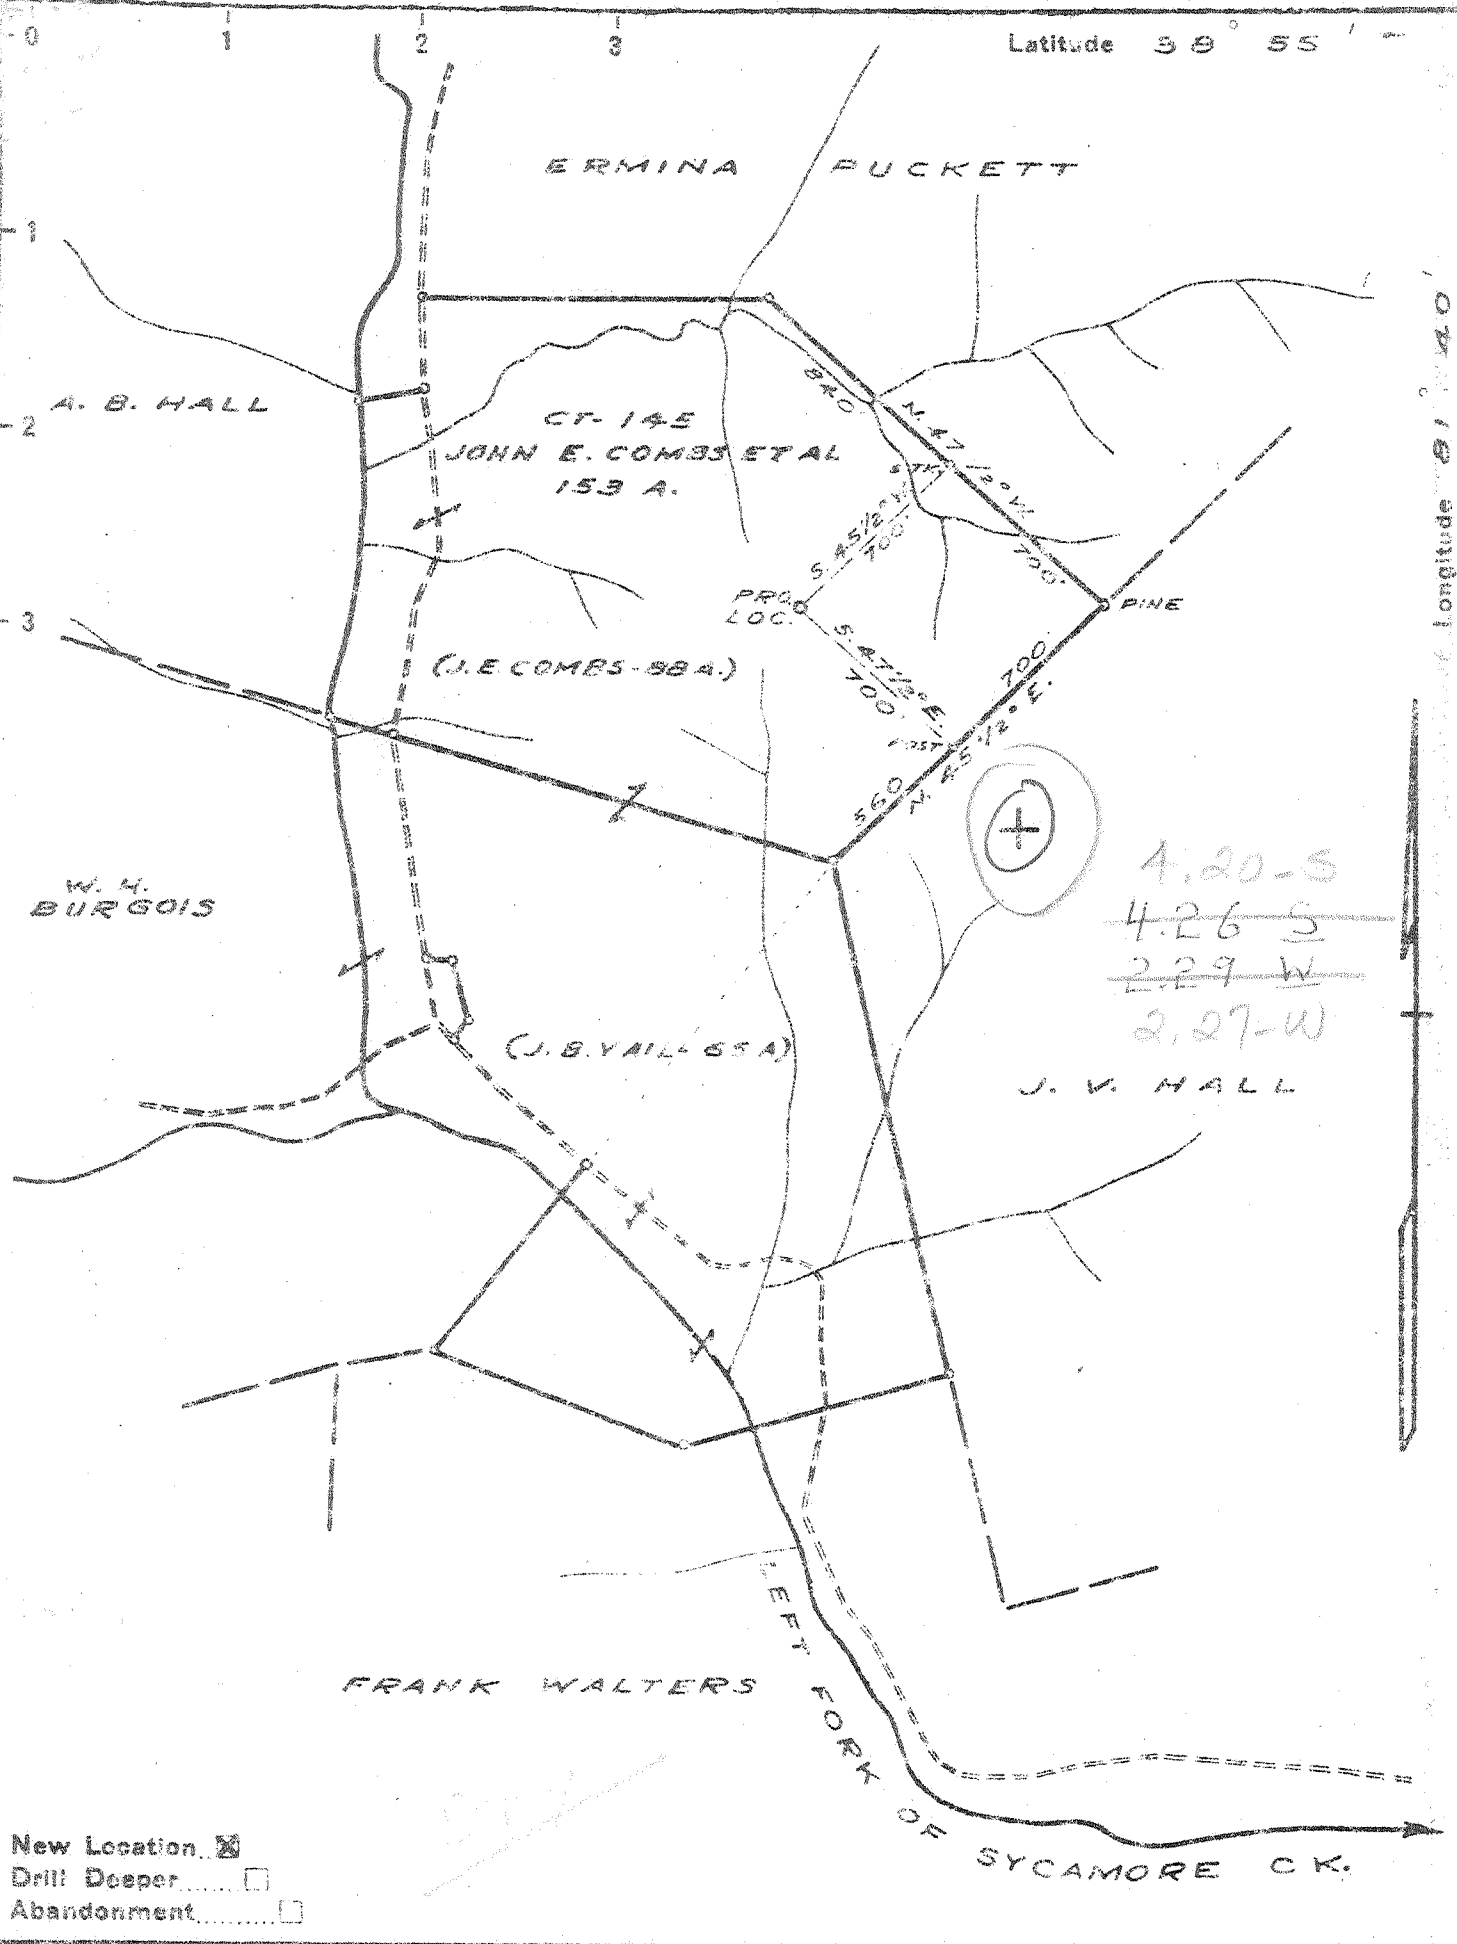 0 1 2 3 Latitude 38° 55'
ERMINA PUCKETT
1
2
3
Longitude 81° 40'
A. B. HALL
CT- 145
JOHN E. COMBS ET AL
153 A.
840
N. 47 1/2° W.
STK.
700'
S. 45 1/2° W.
700'
PRO. LOC.
PINE
(J. E. COMBS - 88 A.)
S. 47 1/2° E.
700'
POST
700'
N. 45 1/2° E.
560
W. H.
BURGOIS
4.20-S
4.26 S
2.29 W
2.27-W
(J. B. VAIL- 65 A)
J. V. HALL
FRANK WALTERS
LEFT FORK OF SYCAMORE CK.
New Location
Drill Deeper
Abandonment